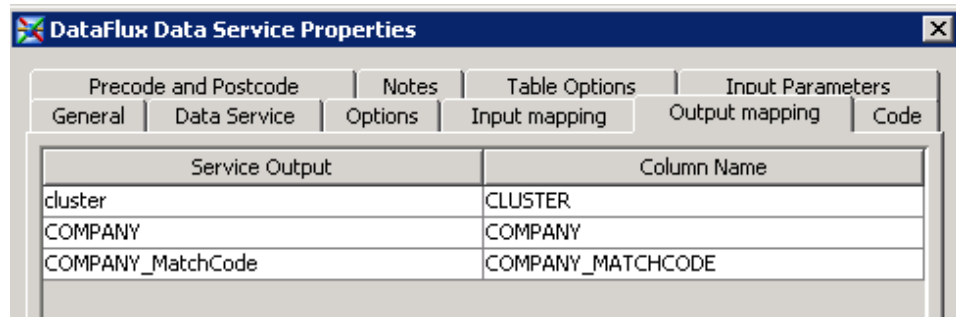 DataFlux Data Service Properties
Precode and Postcode Notes Table Options Input Parameters
General Data Service Options Input mapping Output mapping Code
Service Output Column Name
cluster CLUSTER
COMPANY COMPANY
COMPANY_MatchCode COMPANY_MATCHCODE